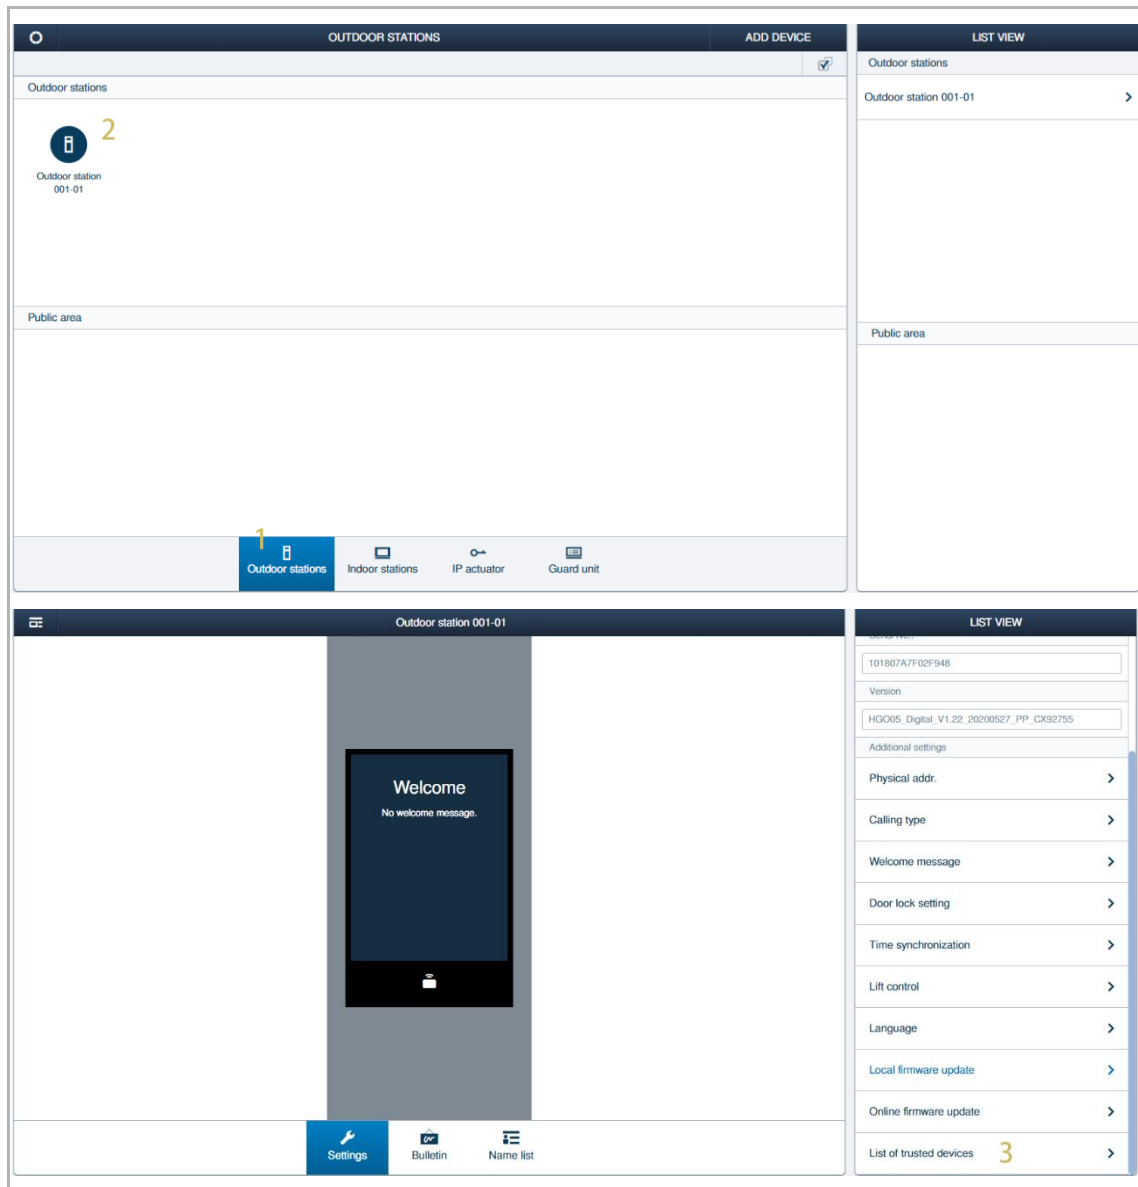 OUTDOOR STATIONS
ADD DEVICE
LIST VIEW
Outdoor stations
Outdoor stations
Outdoor station 001-01
2
Outdoor station
001-01
Public area
Public area
1
Outdoor stations
Indoor stations
IP actuator
Guard unit
Outdoor station 001-01
LIST VIEW
Serial No.:
101807A7F02F948
Version
HGO05_Digital_V1.22_20200527_PP_CX92755
Additional settings
Physical addr.
Calling type
Welcome message
Door lock setting
Time synchronization
Lift control
Language
Local firmware update
Online firmware update
List of trusted devices
3
Welcome
No welcome message.
Settings
Bulletin
Name list